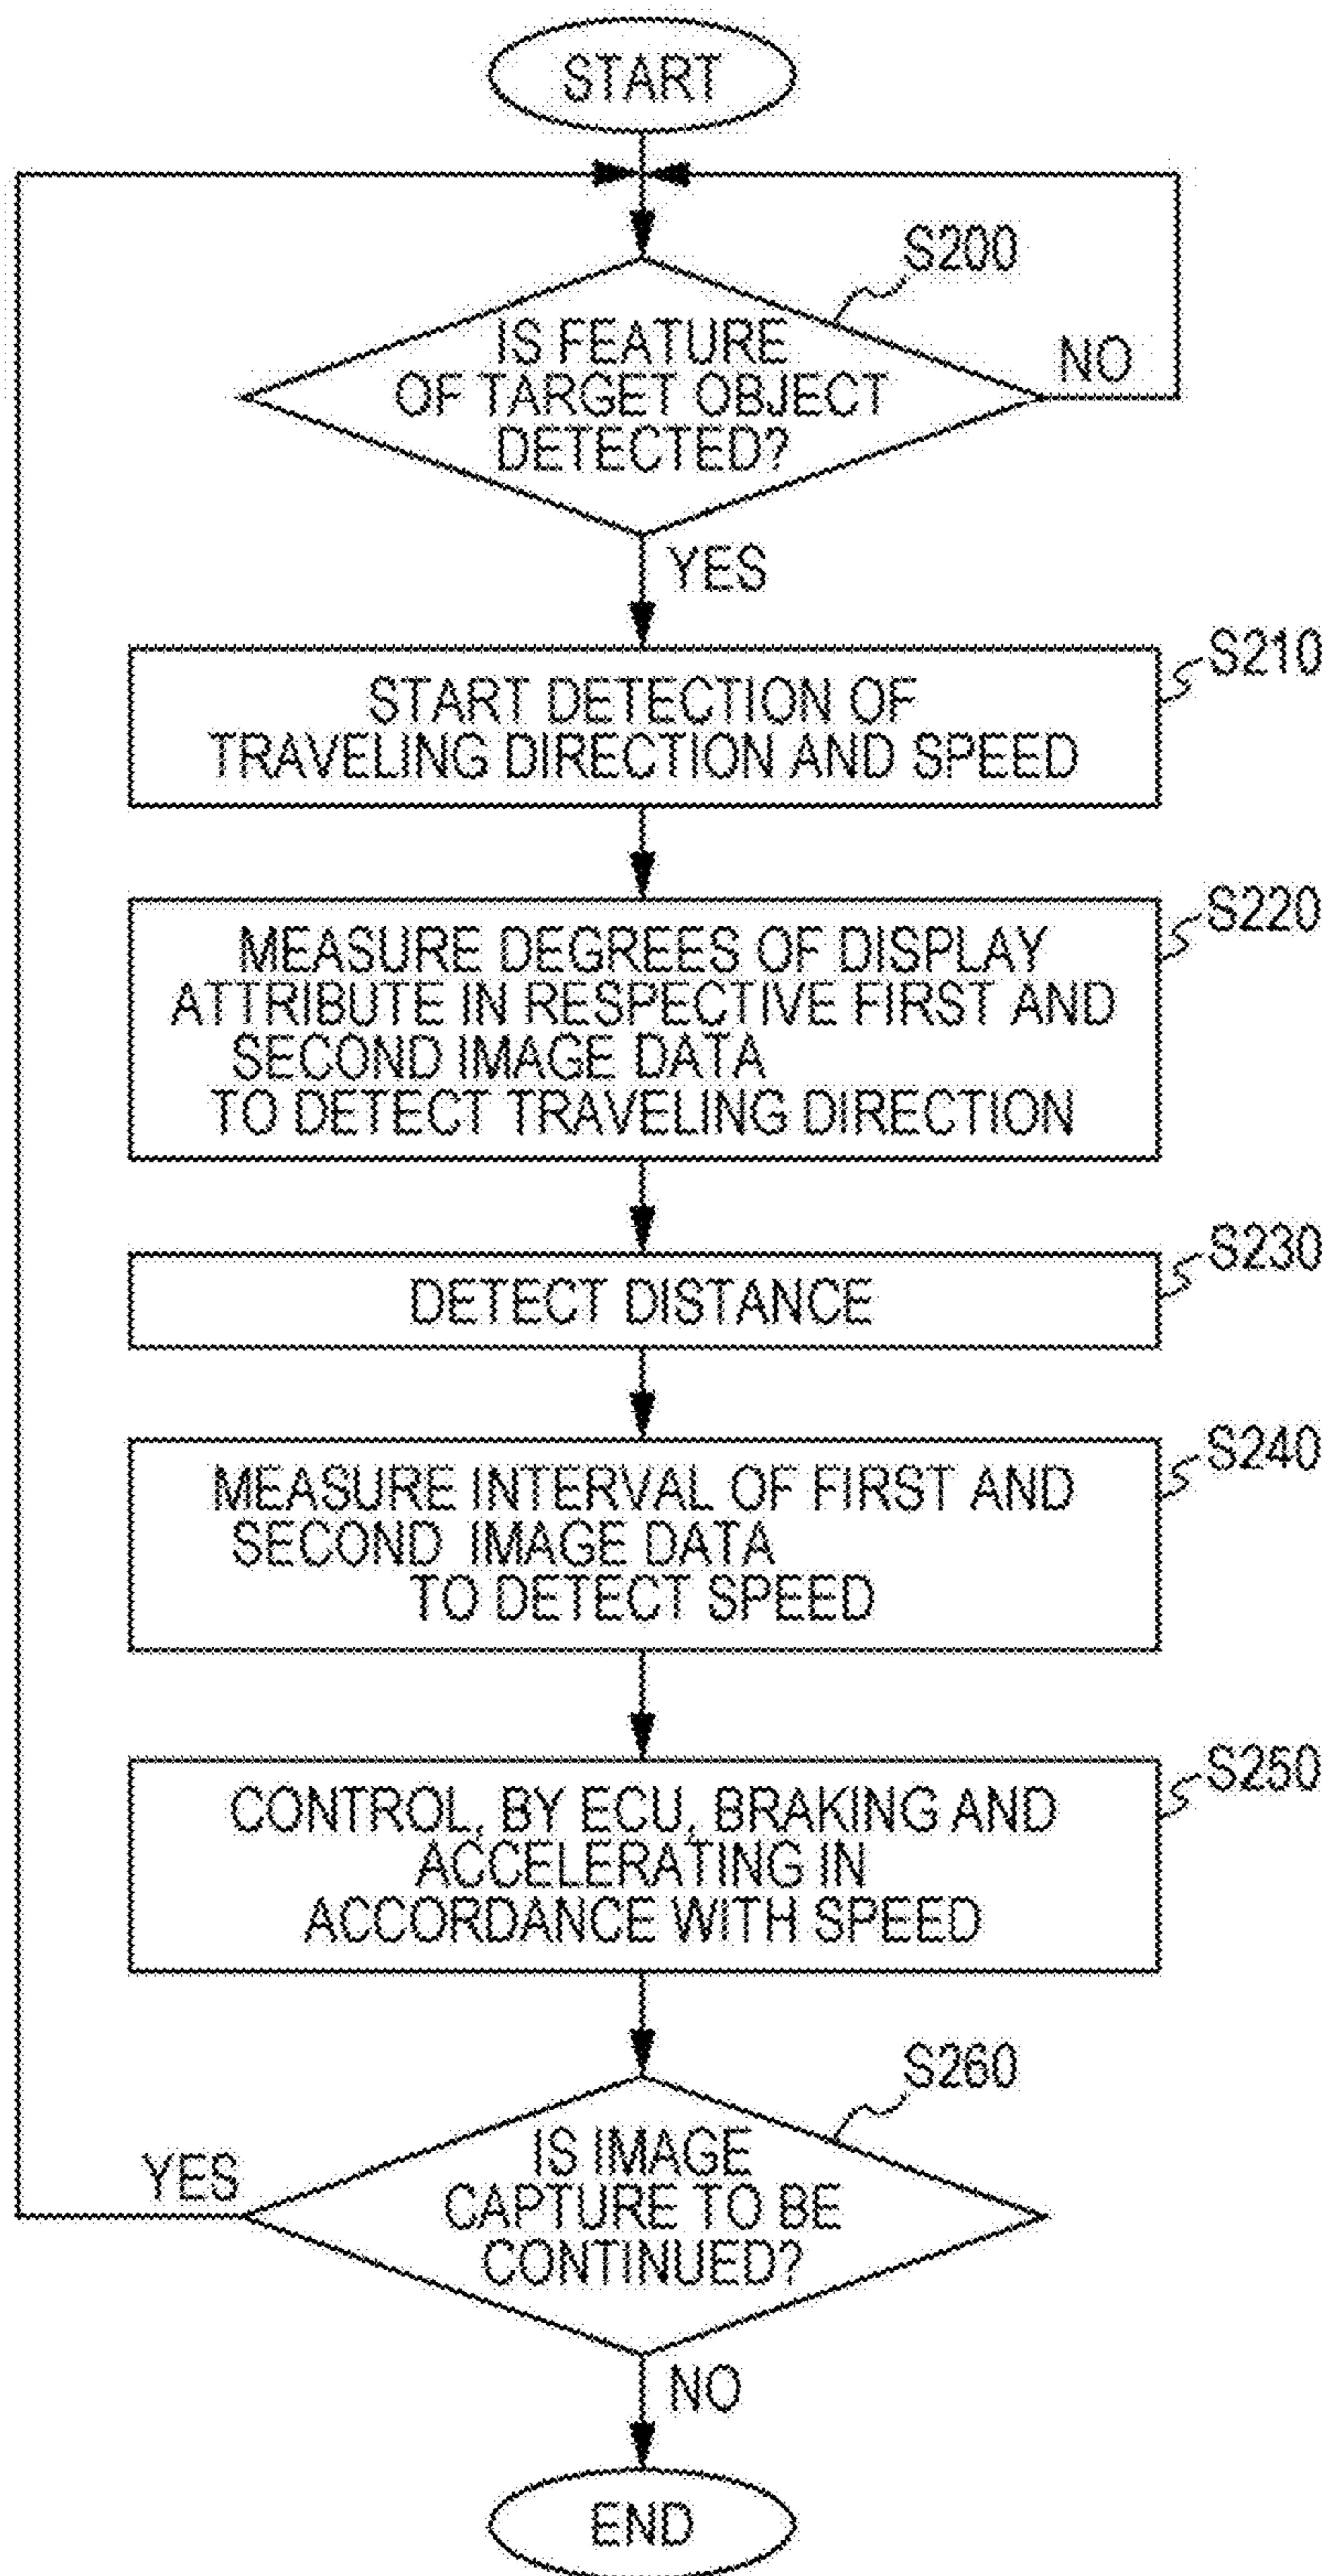 START
S200
IS FEATURE
OF TARGET OBJECT
DETECTED?
NO
YES
S210
START DETECTION OF
TRAVELING DIRECTION AND SPEED
S220
MEASURE DEGREES OF DISPLAY
ATTRIBUTE IN RESPECTIVE FIRST AND
SECOND IMAGE DATA
TO DETECT TRAVELING DIRECTION
S230
DETECT DISTANCE
S240
MEASURE INTERVAL OF FIRST AND
SECOND IMAGE DATA
TO DETECT SPEED
S250
CONTROL, BY ECU, BRAKING AND
ACCELERATING IN
ACCORDANCE WITH SPEED
S260
IS IMAGE
CAPTURE TO BE
CONTINUED?
YES
NO
END